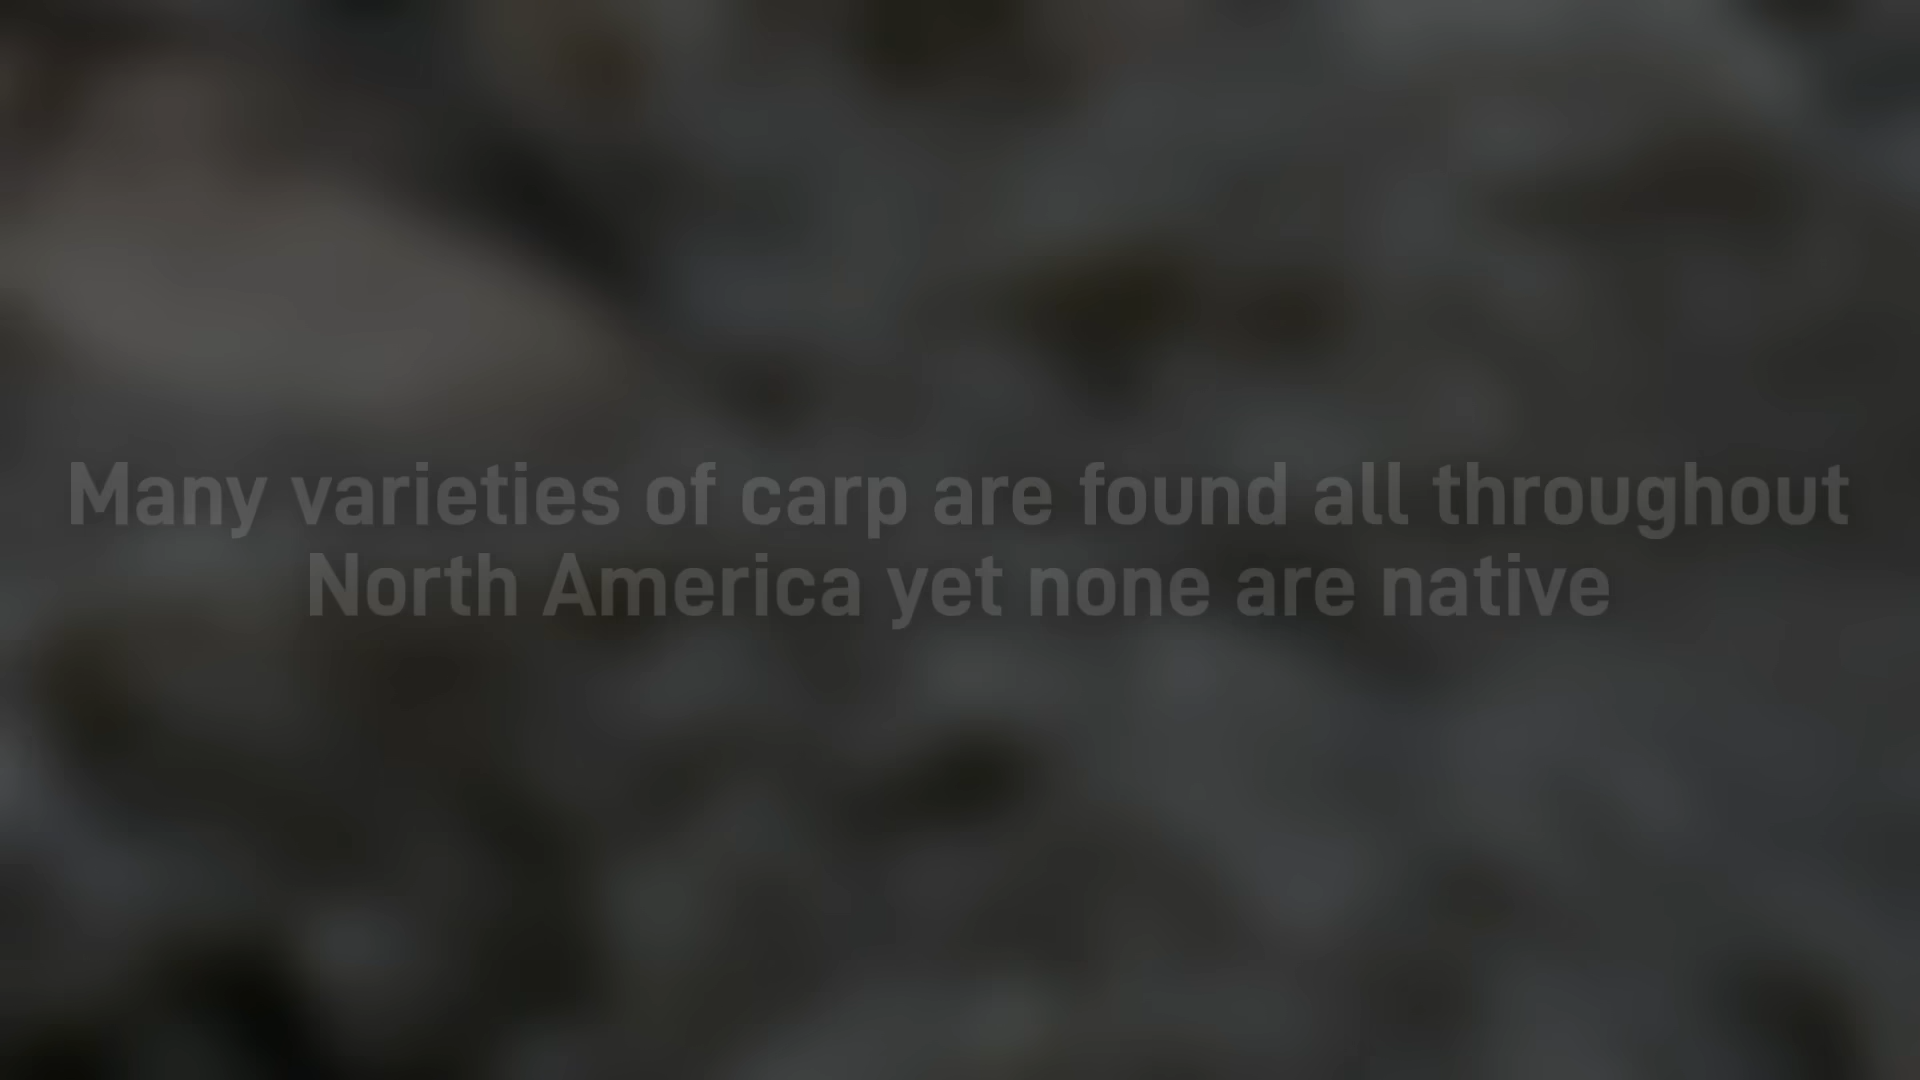 Many varieties of carp are found all throughout
North America yet none are native